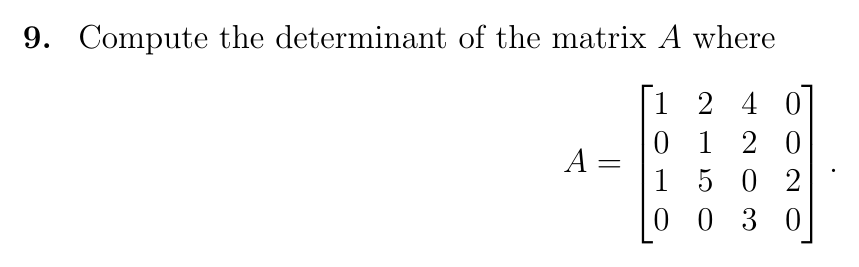 9. Compute the determinant of the matrix A where
A = [1 2 4 0
0 1 2 0
1 5 0 2
0 0 3 0].